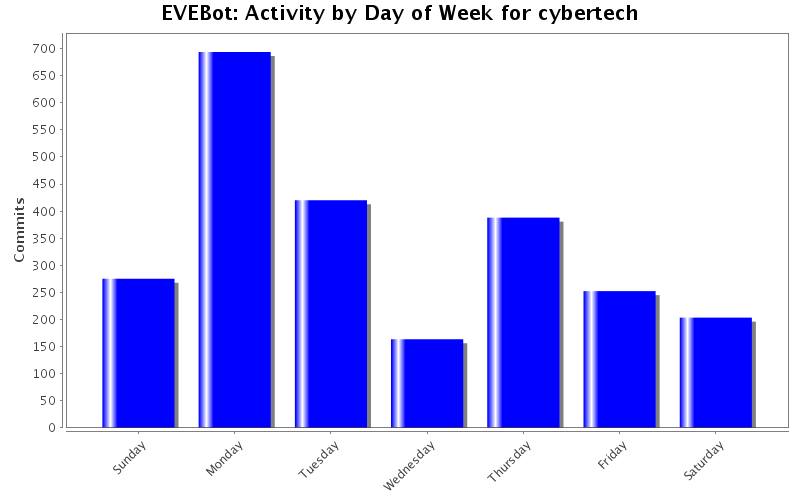 EVEBot: Activity by Day of Week for cybertech
700
650
600
550
500
450
400
350
300
250
200
150
100
50
0
Commits
Sunday
Monday
Tuesday
Wednesday
Thursday
Friday
Saturday